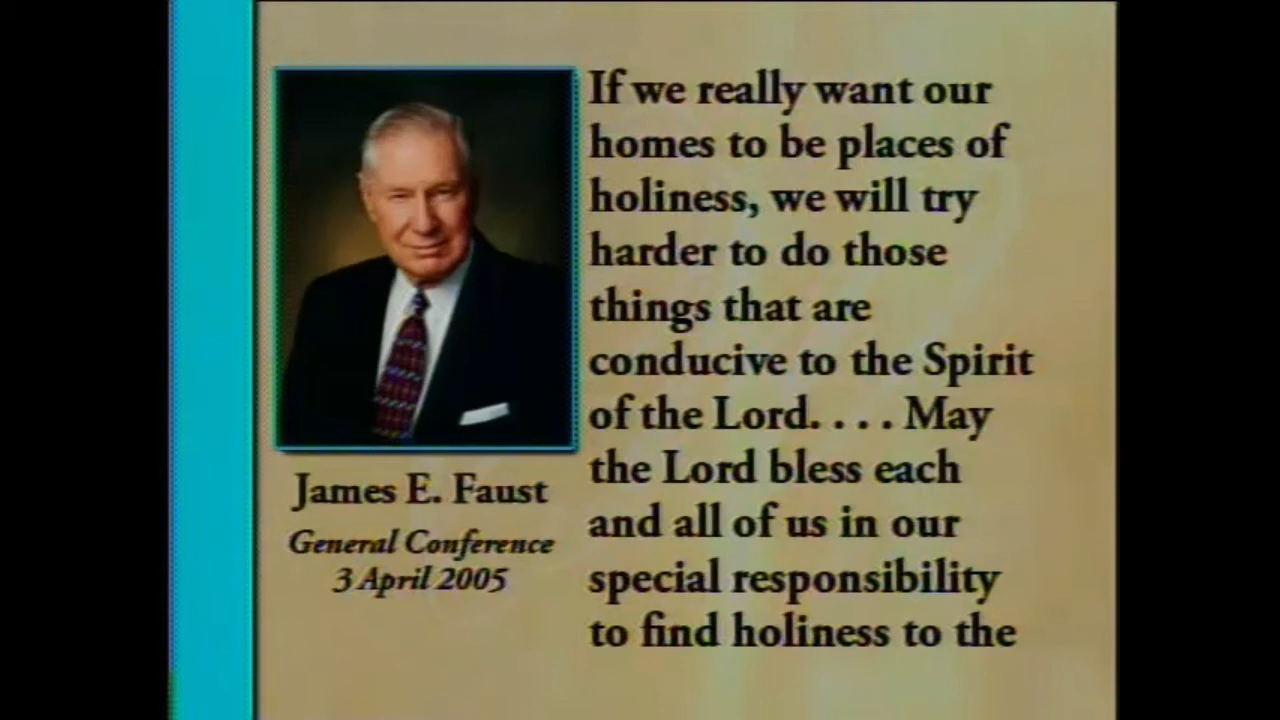 James E. Faust
General Conference
3 April 2005
If we really want our
homes to be places of
holiness, we will try
harder to do those
things that are
conducive to the Spirit
of the Lord. . . . May
the Lord bless each
and all of us in our
special responsibility
to find holiness to the